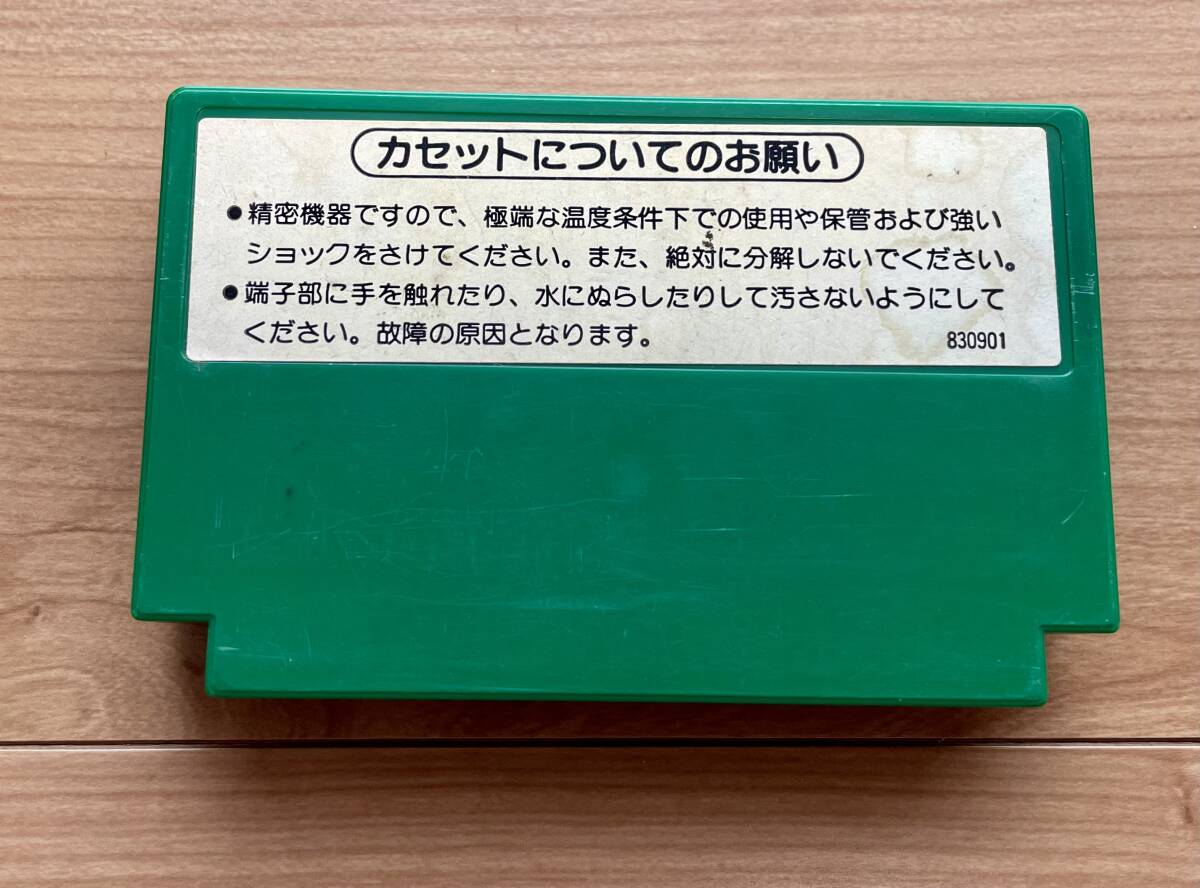 カセットについてのお願い
●精密機器ですので、極端な温度条件下での使用や保管および強い
ショックをさけてください。また、絶対に分解しないでください。
●端子部に手を触れたり、水にぬらしたりして汚さないようにして
ください。故障の原因となります。
830901